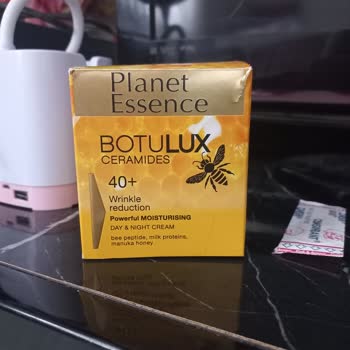 Planet
Essence
BOTULUX
CERAMIDES
40+
Wrinkle
reduction
Powerful MOISTURISING
DAY & NIGHT CREAM
bee peptide, milk proteins,
manuka honey